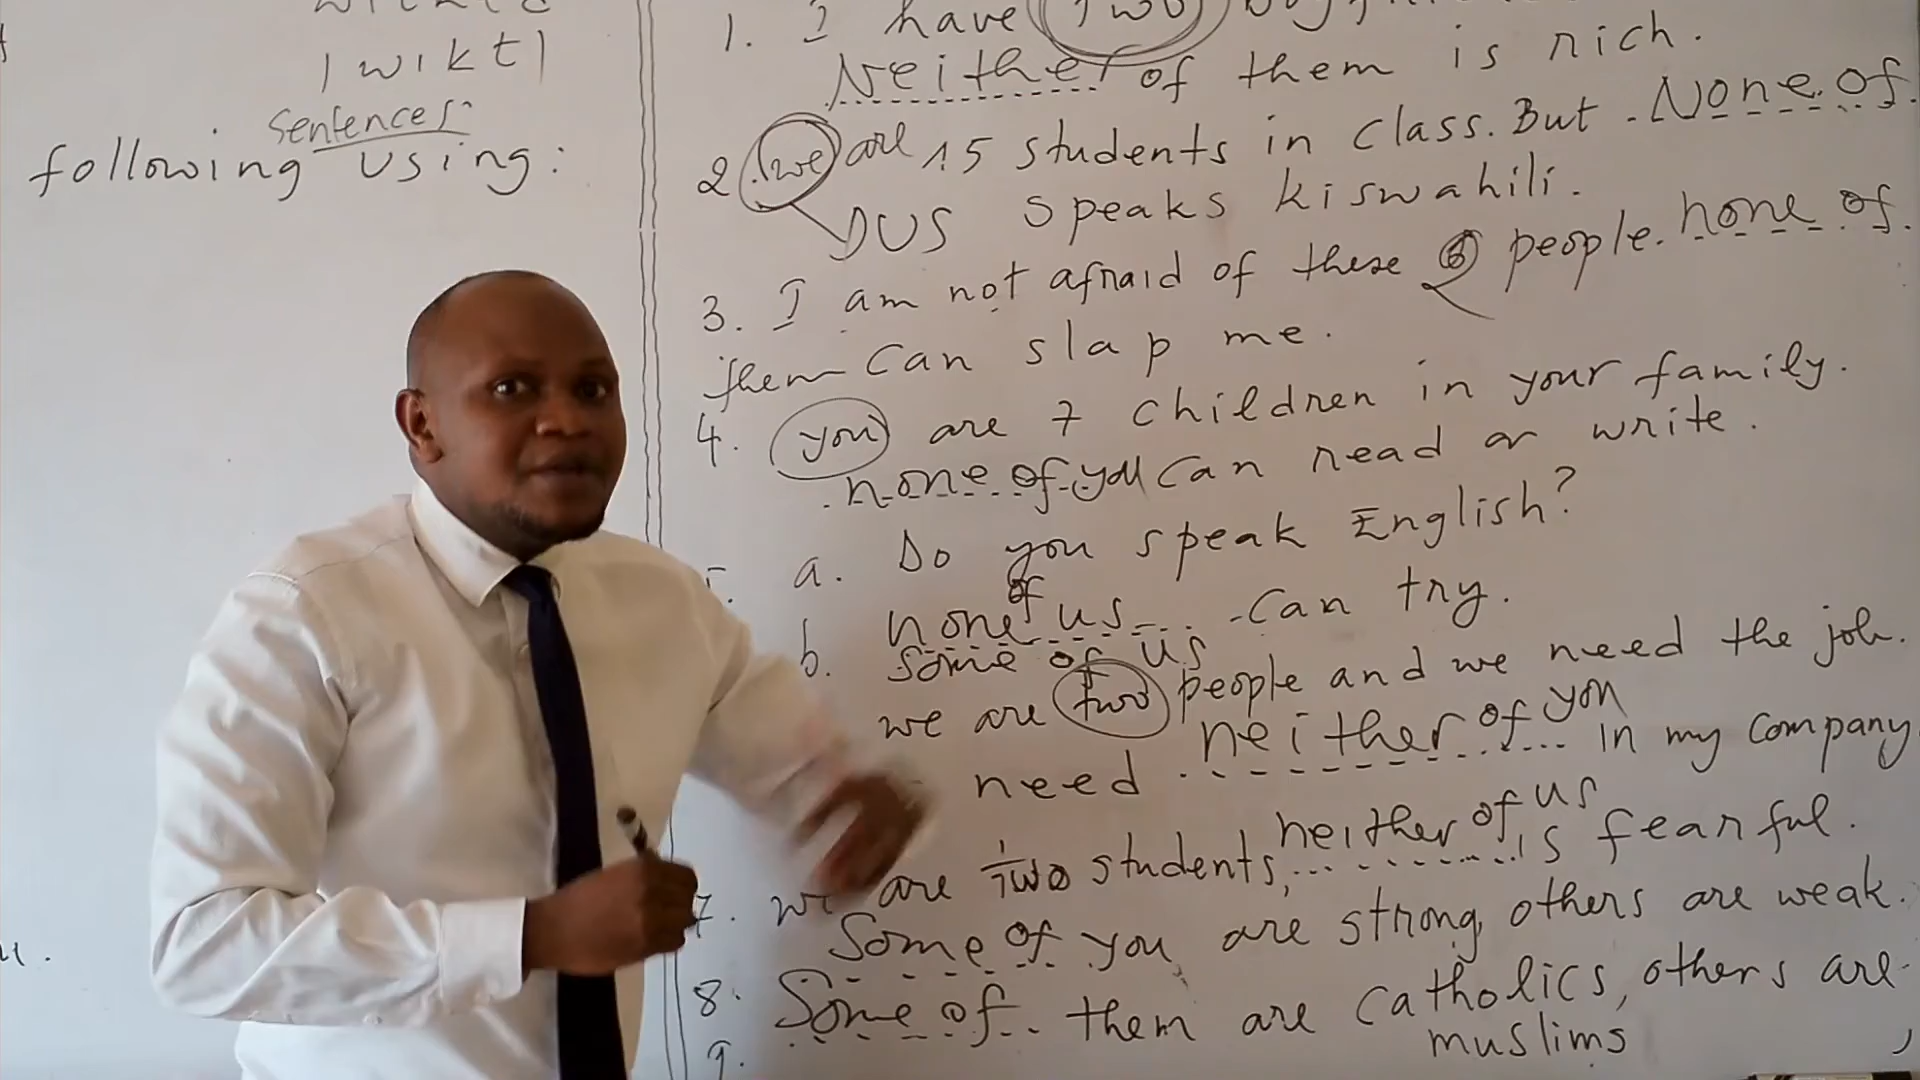 |wikt|
sentences
following using:
1. I have two
Neither of them is rich.
2 we are 15 students in class. But None of
us speaks kiswahili.
3. I am not afraid of these people. none of
them can slap me.
4. you are 7 children in your family.
none of you can read or write.
a. Do you speak English?
b. none of us can try.
some of us
we are two people and we need the job.
need neither of you in my company
7. we are two students, neither of us is fearful.
Some of you are strong, others are weak.
8. Some of them are catholics, others are
muslims
9.